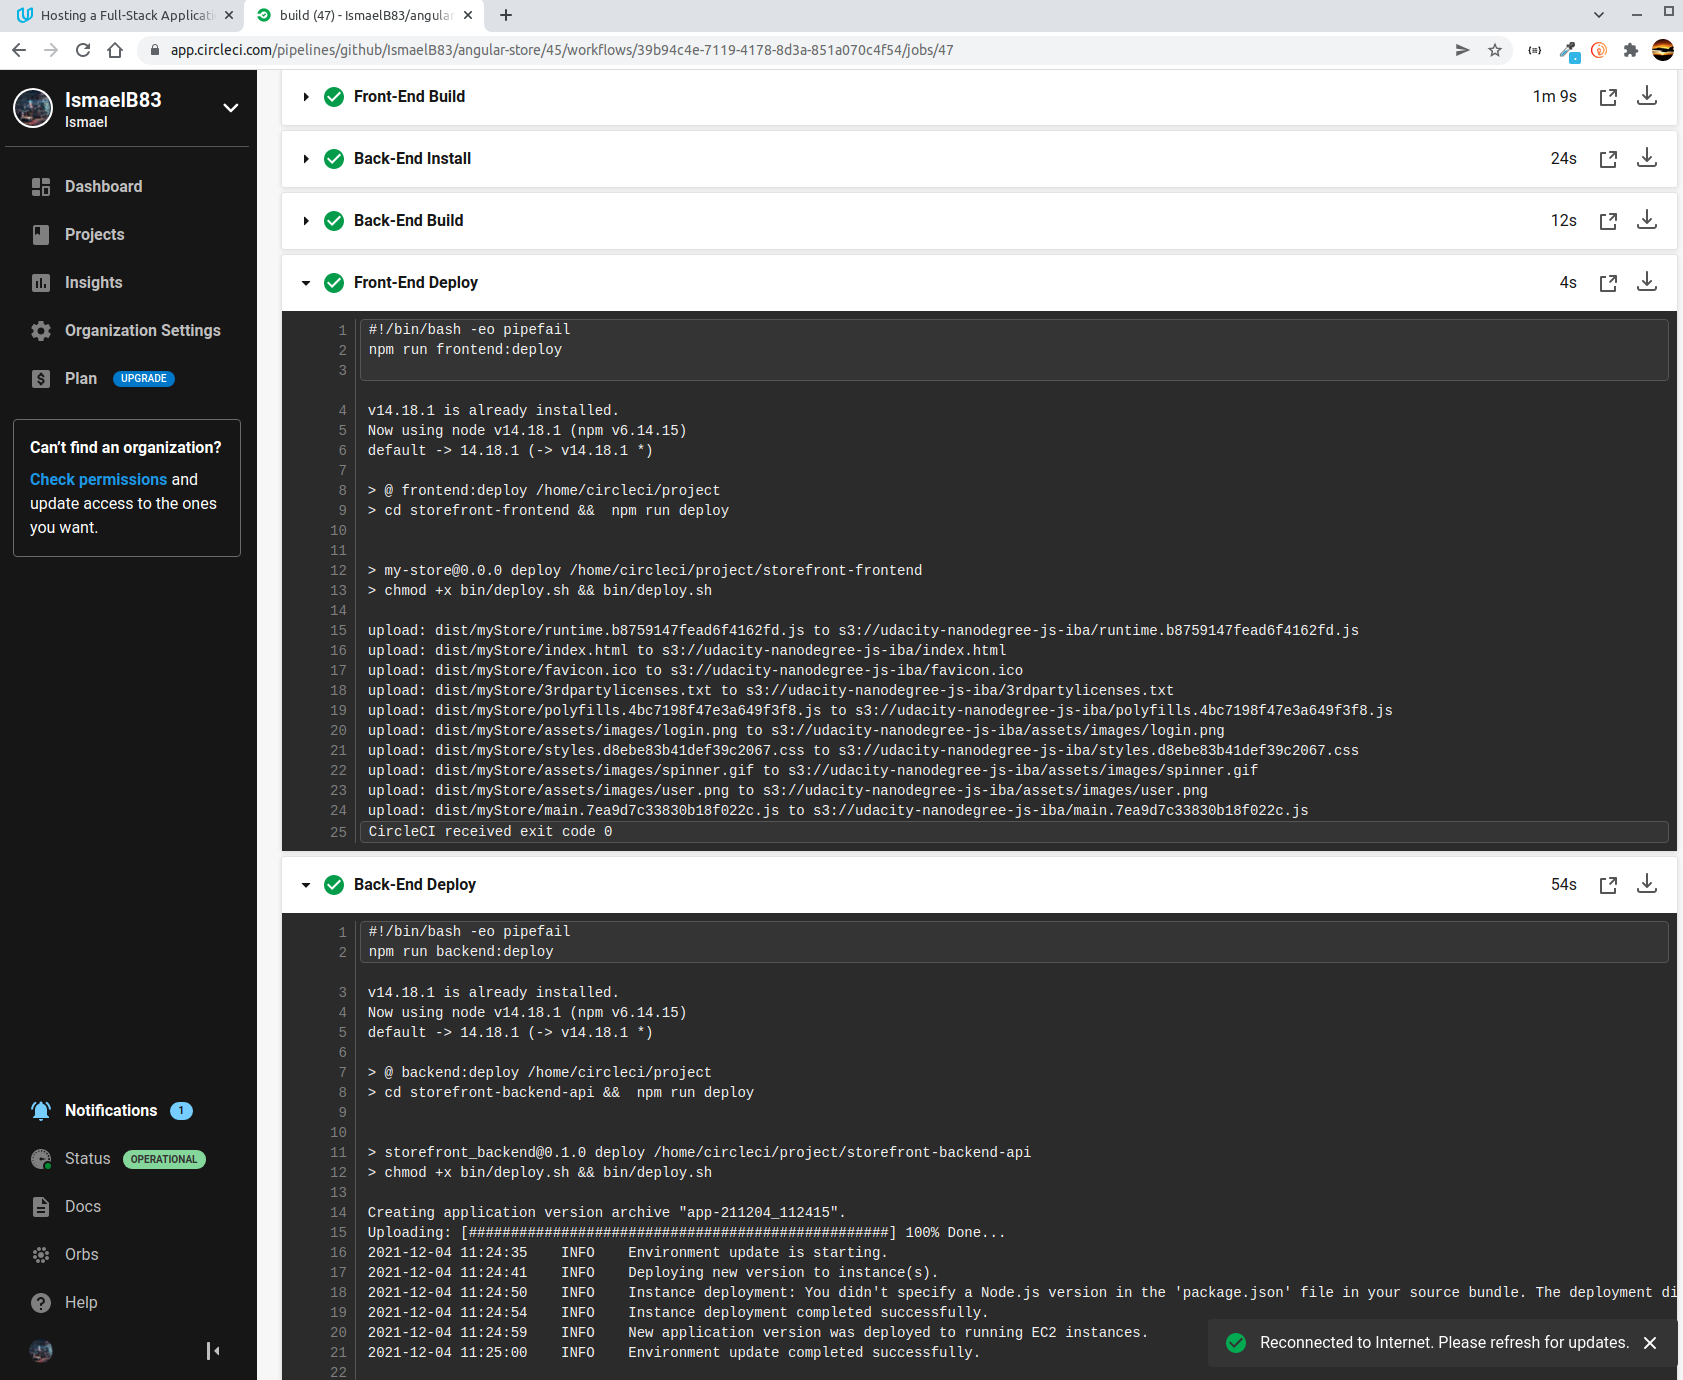 Hosting a Full-Stack Applicati
build (47) - IsmaelB83/angular
app.circleci.com/pipelines/github/IsmaelB83/angular-store/45/workflows/39b94c4e-7119-4178-8d3a-851a070c4f54/jobs/47
IsmaelB83
Ismael
Dashboard
Projects
Insights
Organization Settings
Plan UPGRADE
Can't find an organization?
Check permissions and
update access to the ones
you want.
Notifications 1
Status OPERATIONAL
Docs
Orbs
Help
Front-End Build 1m 9s
Back-End Install 24s
Back-End Build 12s
Front-End Deploy 4s
1 #!/bin/bash -eo pipefail
2 npm run frontend:deploy
3
4 v14.18.1 is already installed.
5 Now using node v14.18.1 (npm v6.14.15)
6 default -> 14.18.1 (-> v14.18.1 *)
7
8 > @ frontend:deploy /home/circleci/project
9 > cd storefront-frontend &&  npm run deploy
10
11
12 > my-store@0.0.0 deploy /home/circleci/project/storefront-frontend
13 > chmod +x bin/deploy.sh && bin/deploy.sh
14
15 upload: dist/myStore/runtime.b8759147fead6f4162fd.js to s3://udacity-nanodegree-js-iba/runtime.b8759147fead6f4162fd.js
16 upload: dist/myStore/index.html to s3://udacity-nanodegree-js-iba/index.html
17 upload: dist/myStore/favicon.ico to s3://udacity-nanodegree-js-iba/favicon.ico
18 upload: dist/myStore/3rdpartylicenses.txt to s3://udacity-nanodegree-js-iba/3rdpartylicenses.txt
19 upload: dist/myStore/polyfills.4bc7198f47e3a649f3f8.js to s3://udacity-nanodegree-js-iba/polyfills.4bc7198f47e3a649f3f8.js
20 upload: dist/myStore/assets/images/login.png to s3://udacity-nanodegree-js-iba/assets/images/login.png
21 upload: dist/myStore/styles.d8ebe83b41def39c2067.css to s3://udacity-nanodegree-js-iba/styles.d8ebe83b41def39c2067.css
22 upload: dist/myStore/assets/images/spinner.gif to s3://udacity-nanodegree-js-iba/assets/images/spinner.gif
23 upload: dist/myStore/assets/images/user.png to s3://udacity-nanodegree-js-iba/assets/images/user.png
24 upload: dist/myStore/main.7ea9d7c33830b18f022c.js to s3://udacity-nanodegree-js-iba/main.7ea9d7c33830b18f022c.js
25 CircleCI received exit code 0
Back-End Deploy 54s
1 #!/bin/bash -eo pipefail
2 npm run backend:deploy
3 v14.18.1 is already installed.
4 Now using node v14.18.1 (npm v6.14.15)
5 default -> 14.18.1 (-> v14.18.1 *)
6
7 > @ backend:deploy /home/circleci/project
8 > cd storefront-backend-api &&  npm run deploy
9
10
11 > storefront_backend@0.1.0 deploy /home/circleci/project/storefront-backend-api
12 > chmod +x bin/deploy.sh && bin/deploy.sh
13
14 Creating application version archive "app-211204_112415".
15 Uploading: [##################################################] 100% Done...
16 2021-12-04 11:24:35    INFO    Environment update is starting.
17 2021-12-04 11:24:41    INFO    Deploying new version to instance(s).
18 2021-12-04 11:24:50    INFO    Instance deployment: You didn't specify a Node.js version in the 'package.json' file in your source bundle. The deployment di
19 2021-12-04 11:24:54    INFO    Instance deployment completed successfully.
20 2021-12-04 11:24:59    INFO    New application version was deployed to running EC2 instances.
21 2021-12-04 11:25:00    INFO    Environment update completed successfully.
22
Reconnected to Internet. Please refresh for updates.